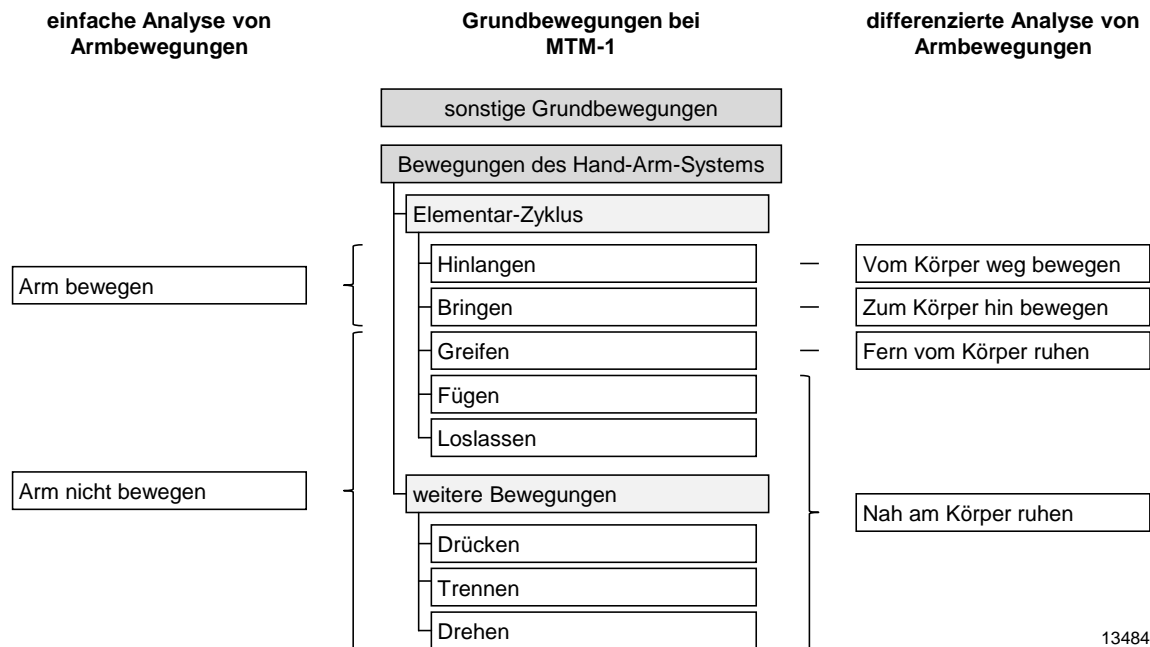 einfache Analyse von
Armbewegungen
Grundbewegungen bei
MTM-1
differenzierte Analyse von
Armbewegungen
sonstige Grundbewegungen
Bewegungen des Hand-Arm-Systems
Elementar-Zyklus
Arm bewegen
Hinlangen
Vom Körper weg bewegen
Bringen
Zum Körper hin bewegen
Greifen
Fern vom Körper ruhen
Fügen
Loslassen
Arm nicht bewegen
weitere Bewegungen
Nah am Körper ruhen
Drücken
Trennen
Drehen
13484